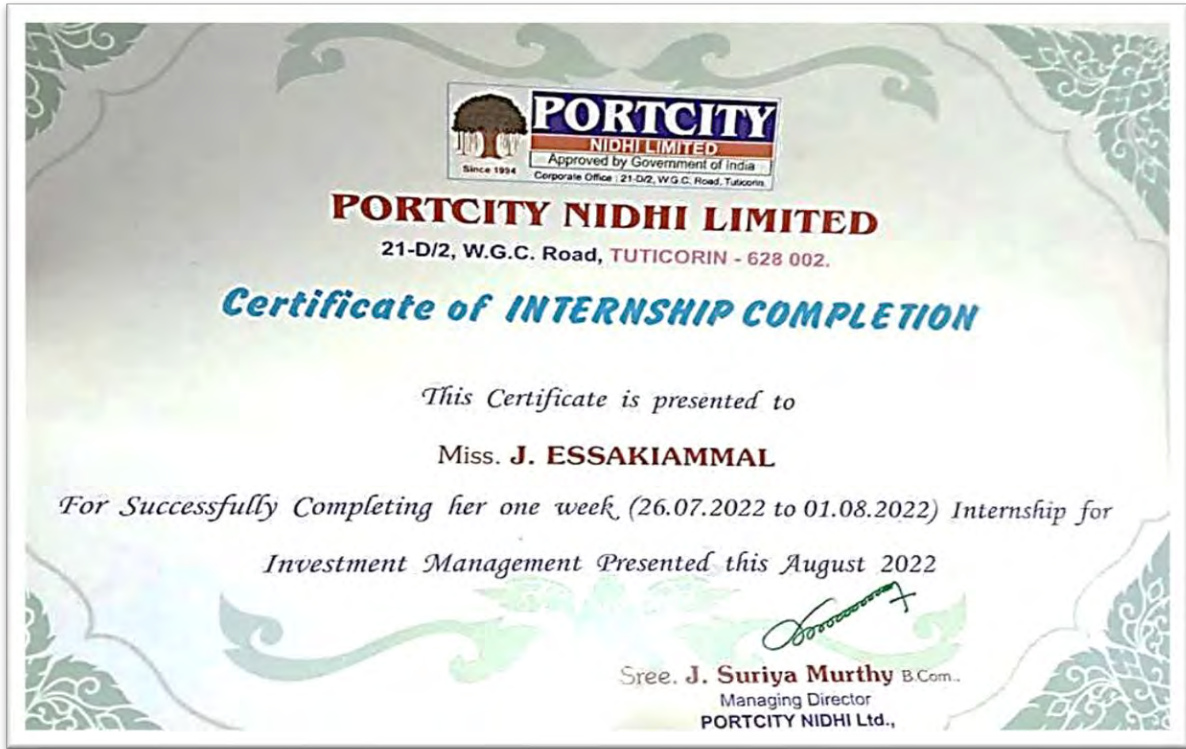 PORTCITY
NIDHI LIMITED
Approved by Government of India
Since 1994
Corporate Office : 21-D/2, W.G.C. Road, Tuticorin.
PORTCITY NIDHI LIMITED
21-D/2, W.G.C. Road, TUTICORIN - 628 002.
Certificate of INTERNSHIP COMPLETION
This Certificate is presented to
Miss. J. ESSAKIAMMAL
For Successfully Completing her one week (26.07.2022 to 01.08.2022) Internship for
Investment Management Presented this August 2022
Sree. J. Suriya Murthy B.Com..
Managing Director
PORTCITY NIDHI Ltd.,